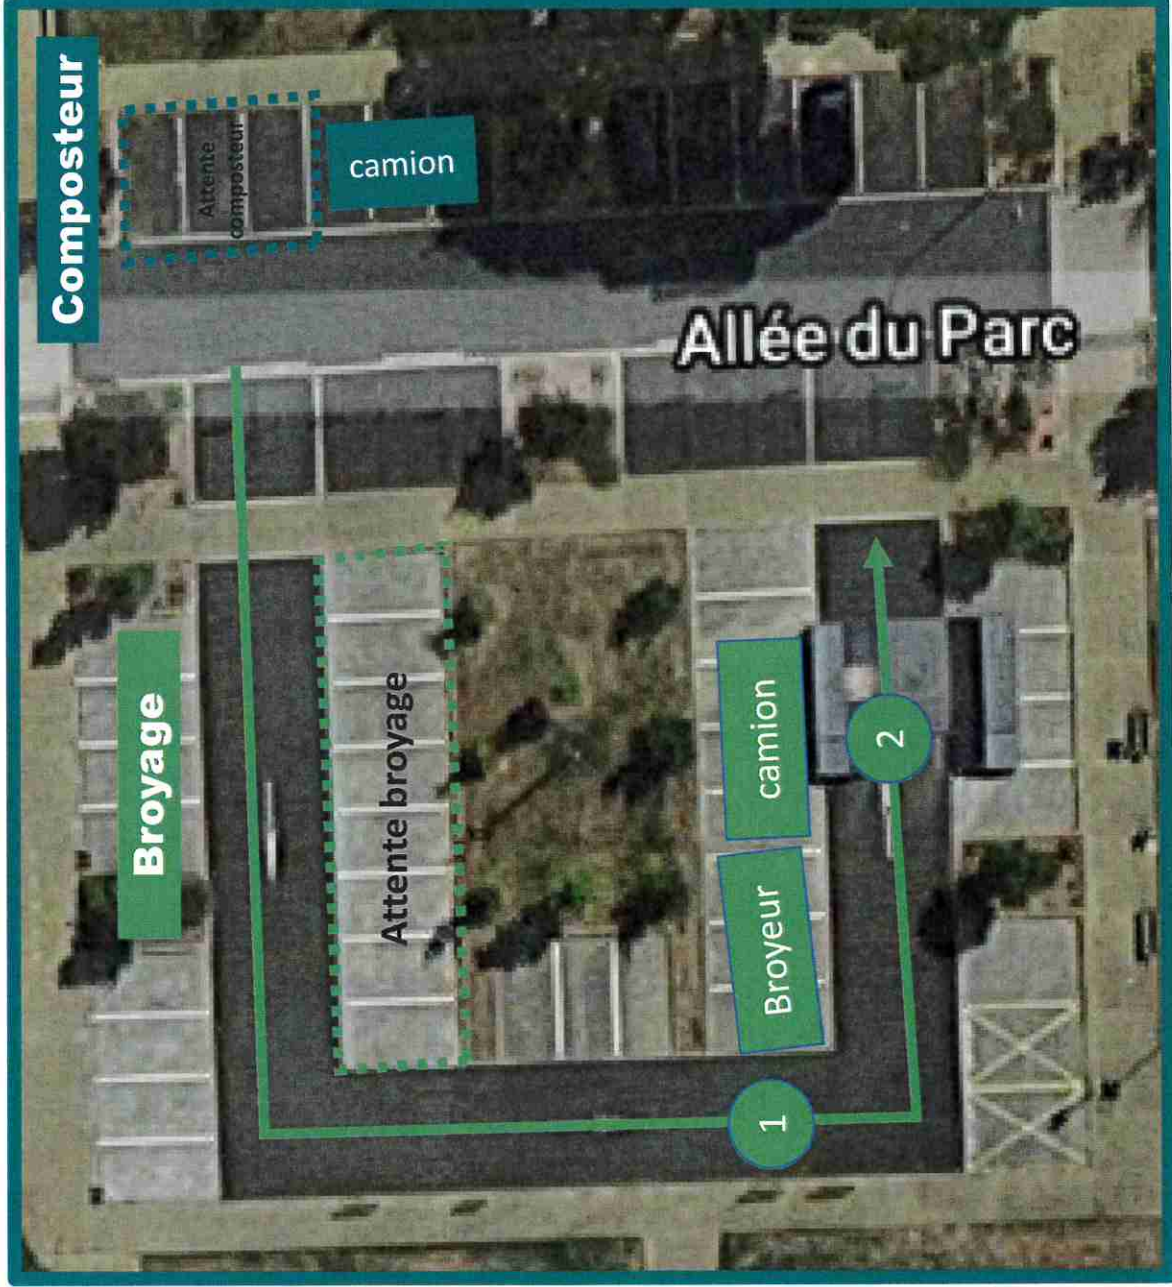 Composteur
Attente
composteur
camion
Allée du Parc
Broyage
Attente broyage
camion
Broyeur
2
1